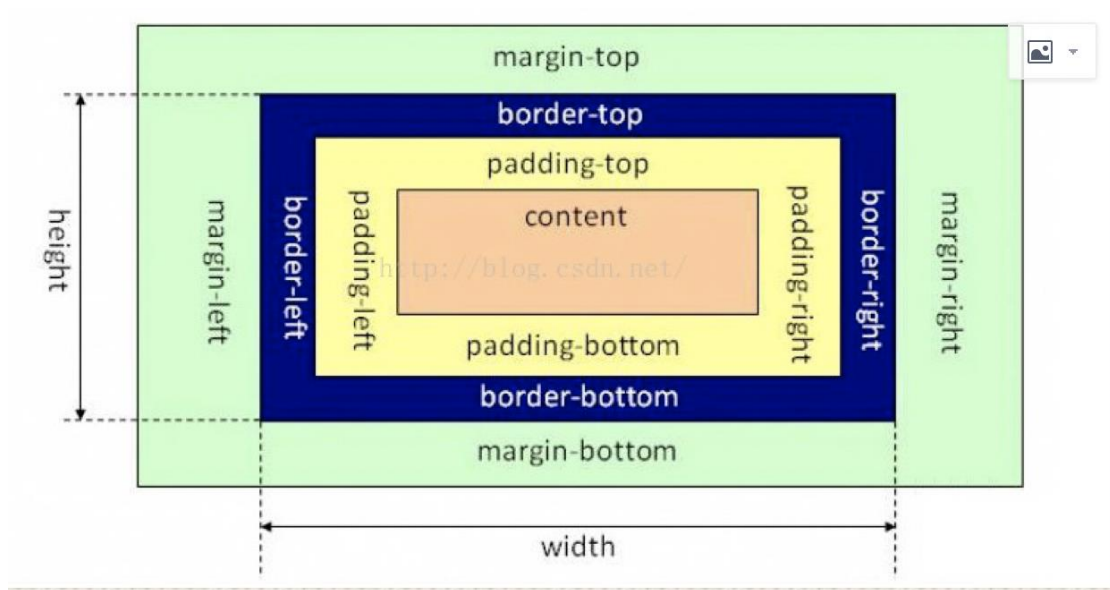 margin-top
border-top
padding-top
content
height
margin-left
border-left
padding-left
http://blog.csdn.net/
padding-right
border-right
margin-right
padding-bottom
border-bottom
margin-bottom
width